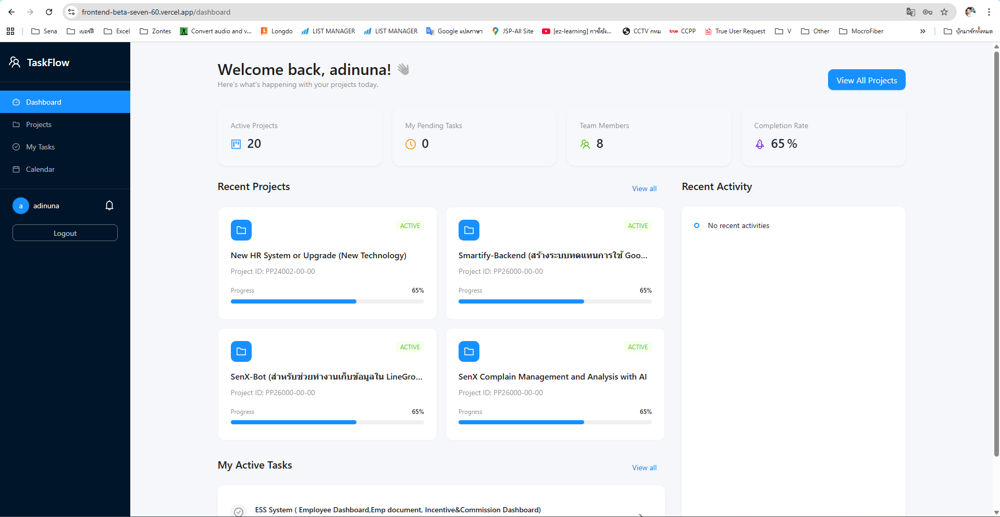 frontend-beta-seven-60.vercel.app/dashboard
Sena
เบอร์ดี
Excel
Zontes
Convert audio and v...
Longdo
LIST MANAGER
LIST MANAGER
Google แปลภาษา
JSP-All Site
[ez-learning] การใช้ง...
CCTV กทม
true CCPP
True User Request
V
Other
MocroFiber
บุ๊กมาร์กทั้งหมด
TaskFlow
Dashboard
Projects
My Tasks
Calendar
a adinuna
Logout
Welcome back, adinuna!
Here's what's happening with your projects today.
View All Projects
Active Projects
20
My Pending Tasks
0
Team Members
8
Completion Rate
65 %
Recent Projects
View all
ACTIVE
New HR System or Upgrade (New Technology)
Project ID: PP24002-00-00
Progress 65%
ACTIVE
Smartify-Backend (สร้างระบบทดแทนการใช้ Goo...
Project ID: PP26000-00-00
Progress 65%
ACTIVE
SenX-Bot (สำหรับช่วยทำงานเก็บข้อมูลใน LineGro...
Project ID: PP26000-00-00
Progress 65%
ACTIVE
SenX Complain Management and Analysis with AI
Project ID: PP26000-00-00
Progress 65%
Recent Activity
No recent activities
My Active Tasks
View all
ESS System ( Employee Dashboard,Emp document, Incentive&Commission Dashboard)